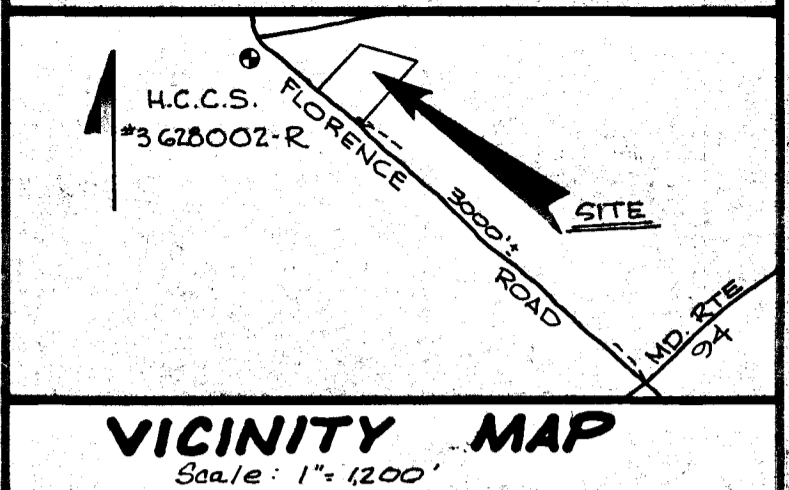 H.C.C.S.
#3628002-R
FLORENCE
3000'±
ROAD
SITE
MD. RTE
94
VICINITY MAP
Scale: 1"= 1,200'